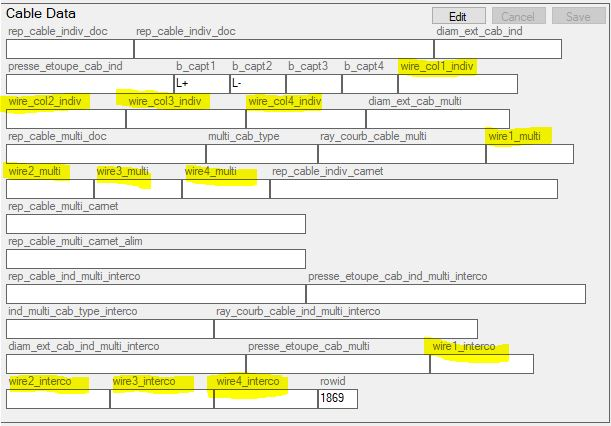 Cable Data Edit Cancel Save
rep_cable_indiv_doc rep_cable_indiv_doc diam_ext_cab_ind
presse_etoupe_cab_ind b_capt1 b_capt2 b_capt3 b_capt4 wire_col1_indiv
L+ L-
wire_col2_indiv wire_col3_indiv wire_col4_indiv diam_ext_cab_multi
rep_cable_multi_doc multi_cab_type ray_courb_cable_multi wire1_multi
wire2_multi wire3_multi wire4_multi rep_cable_indiv_carnet
rep_cable_multi_carnet
rep_cable_multi_carnet_alim
rep_cable_ind_multi_interco presse_etoupe_cab_ind_multi_interco
ind_multi_cab_type_interco ray_courb_cable_ind_multi_interco
diam_ext_cab_ind_multi_interco presse_etoupe_cab_multi wire1_interco
wire2_interco wire3_interco wire4_interco rowid
1869